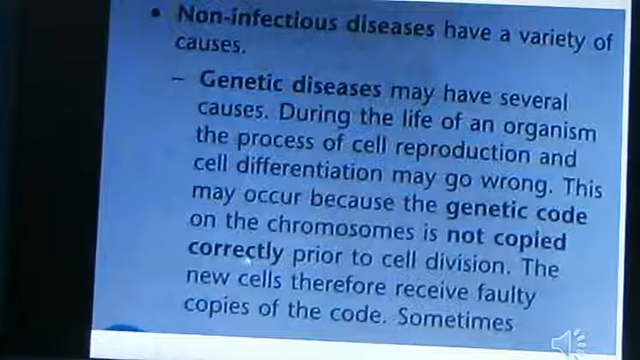 • Non-infectious diseases have a variety of
causes.
– Genetic diseases may have several
causes. During the life of an organism
the process of cell reproduction and
cell differentiation may go wrong. This
may occur because the genetic code
on the chromosomes is not copied
correctly prior to cell division. The
new cells therefore receive faulty
copies of the code. Sometimes